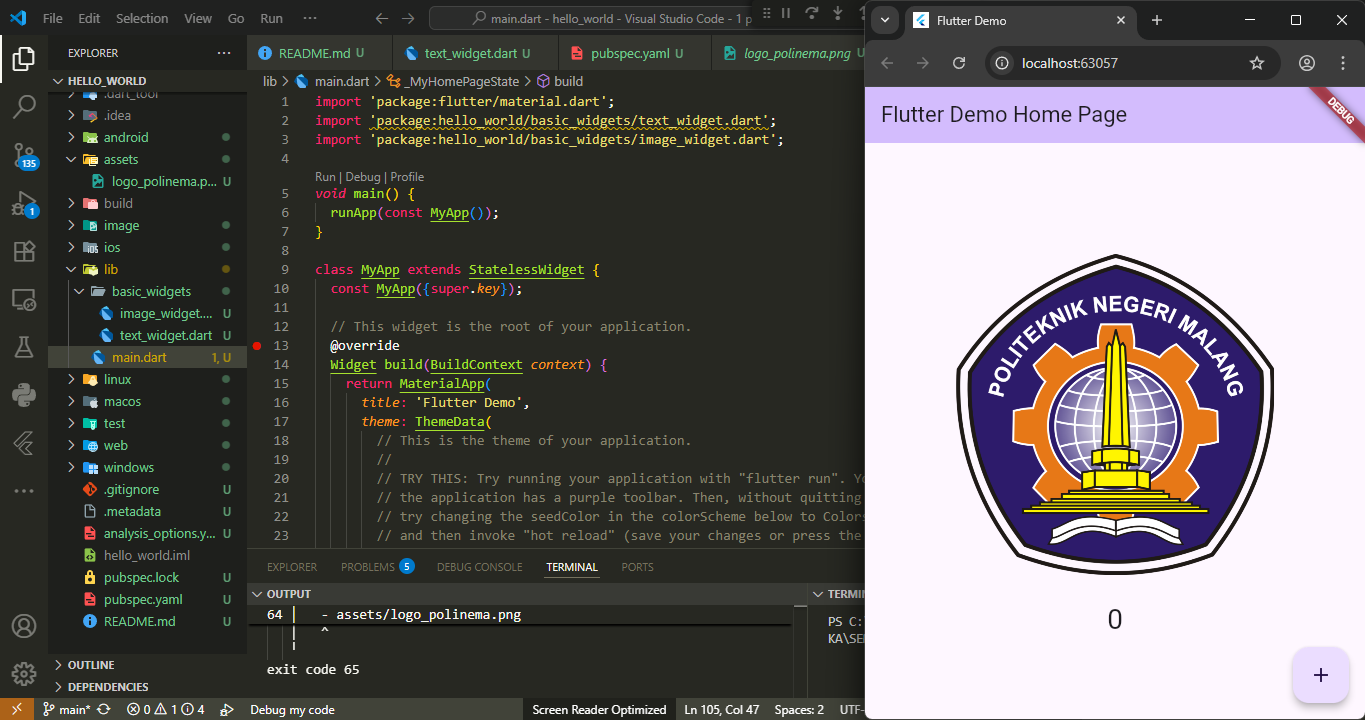 File Edit Selection View Go Run ···
main.dart - hello_world - Visual Studio Code - 1 p
EXPLORER
HELLO_WORLD
.dart_tool
.idea
android
assets
logo_polinema.p... U
build
image
ios
lib
basic_widgets
image_widget.... U
text_widget.dart U
main.dart 1, U
linux
macos
test
web
windows
.gitignore U
.metadata U
analysis_options.y... U
hello_world.iml
pubspec.lock U
pubspec.yaml U
README.md U
OUTLINE
DEPENDENCIES
135
1
README.md U
text_widget.dart U
pubspec.yaml U
logo_polinema.png U
lib > main.dart > _MyHomePageState > build
1 import 'package:flutter/material.dart';
2 import 'package:hello_world/basic_widgets/text_widget.dart';
3 import 'package:hello_world/basic_widgets/image_widget.dart';
4
Run | Debug | Profile
5 void main() {
6 runApp(const MyApp());
7 }
8
9 class MyApp extends StatelessWidget {
10 const MyApp({super.key});
11
12 // This widget is the root of your application.
13 @override
14 Widget build(BuildContext context) {
15 return MaterialApp(
16 title: 'Flutter Demo',
17 theme: ThemeData(
18 // This is the theme of your application.
19 //
20 // TRY THIS: Try running your application with "flutter run". Yo
21 // the application has a purple toolbar. Then, without quitting
22 // try changing the seedColor in the colorScheme below to Colors
23 // and then invoke "hot reload" (save your changes or press the
EXPLORER PROBLEMS 5 DEBUG CONSOLE TERMINAL PORTS
OUTPUT
64 | - assets/logo_polinema.png
| ^
exit code 65
TERMIN
PS C:
KA\SEM
main* 0 1 4 Debug my code
Screen Reader Optimized Ln 105, Col 47 Spaces: 2 UTF-
Flutter Demo
localhost:63057
Flutter Demo Home Page
DEBUG
POLITEKNIK NEGERI MALANG
0
+